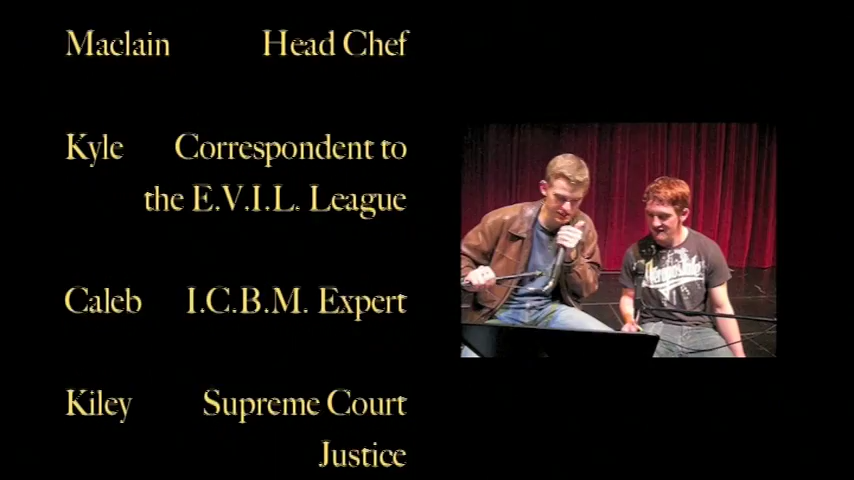 Maclain Head Chef
Kyle Correspondent to
the E.V.I.L. League
Caleb I.C.B.M. Expert
Kiley Supreme Court
Justice